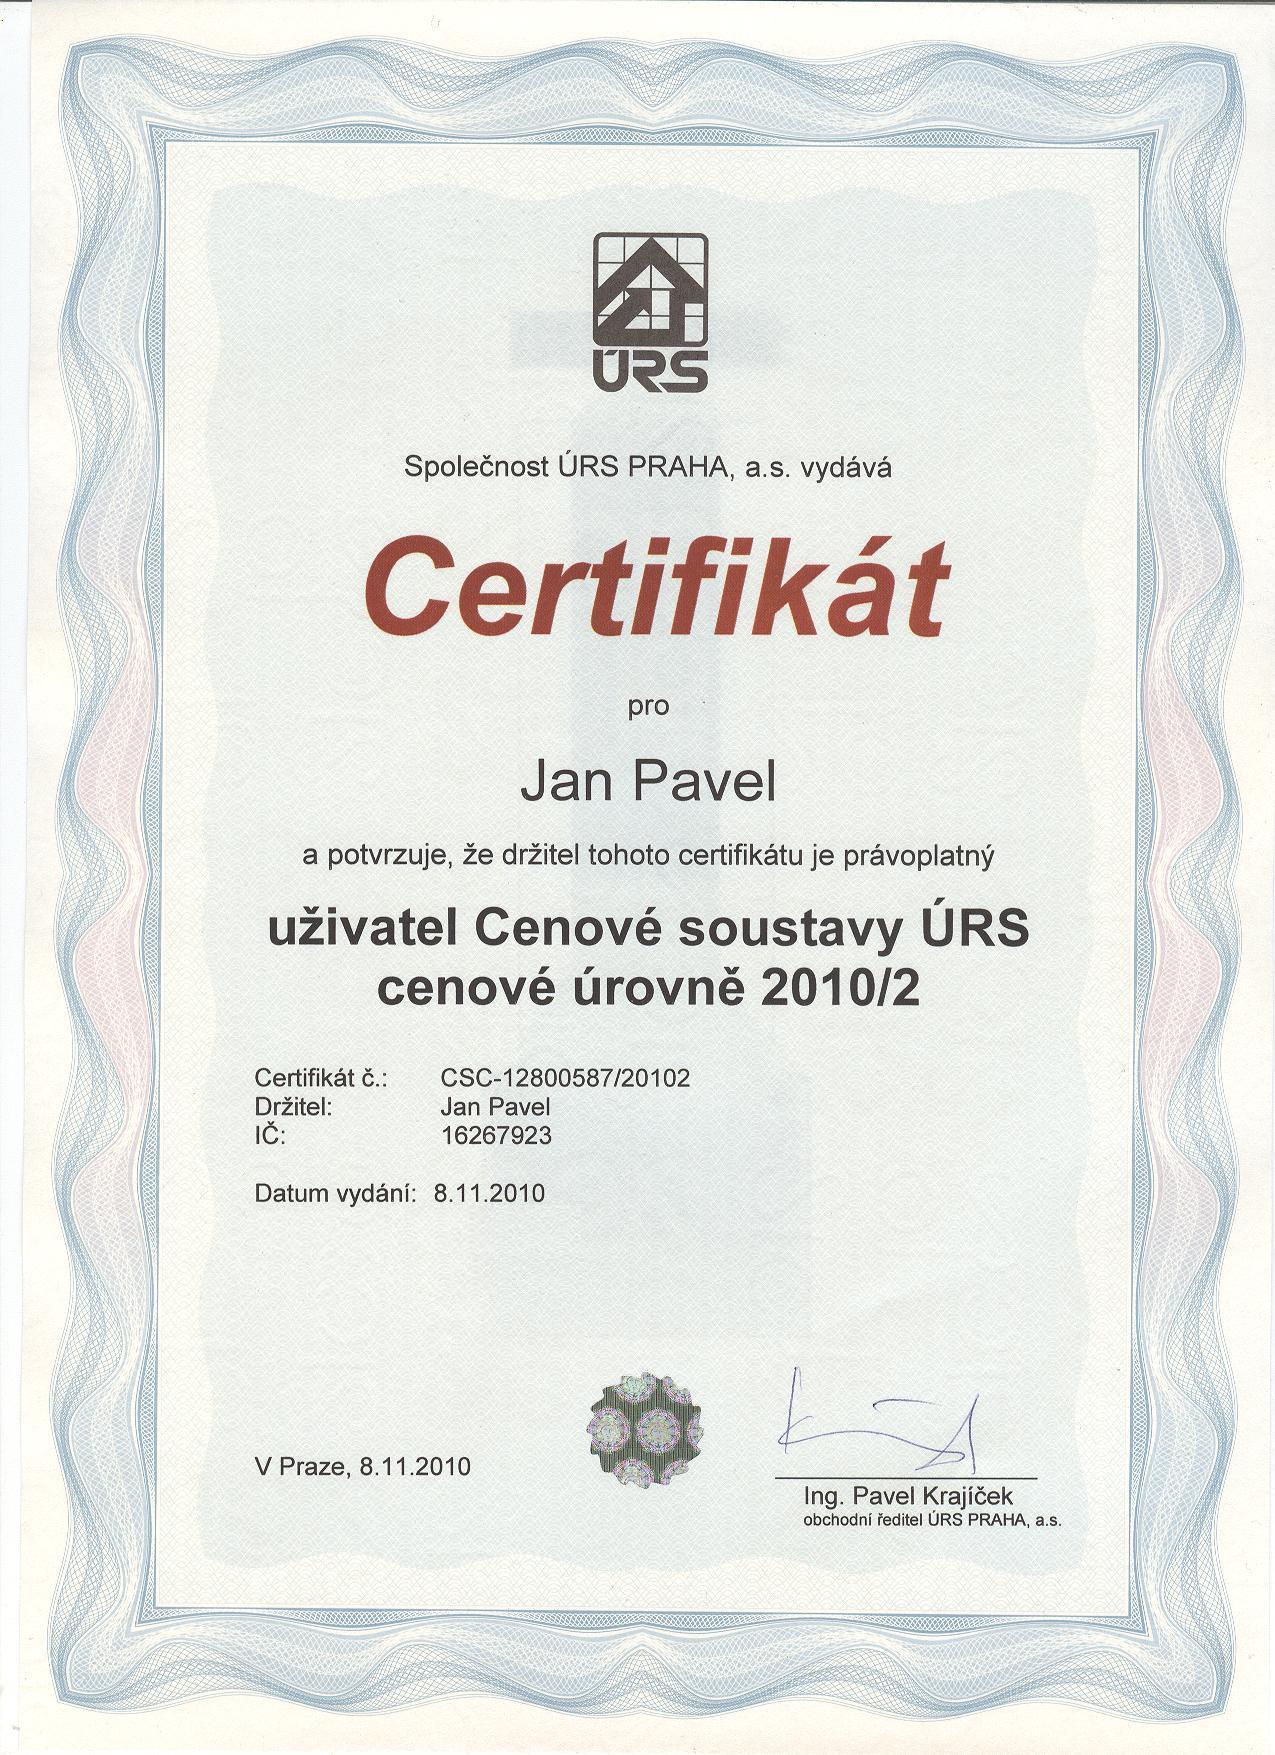 ÚRS
Společnost ÚRS PRAHA, a.s. vydává
Certifikát
pro
Jan Pavel
a potvrzuje, že držitel tohoto certifikátu je právoplatný
uživatel Cenové soustavy ÚRS
cenové úrovně 2010/2
Certifikát č.: CSC-12800587/20102
Držitel: Jan Pavel
IČ: 16267923
Datum vydání: 8.11.2010
V Praze, 8.11.2010
Ing. Pavel Krajíček
obchodní ředitel ÚRS PRAHA, a.s.